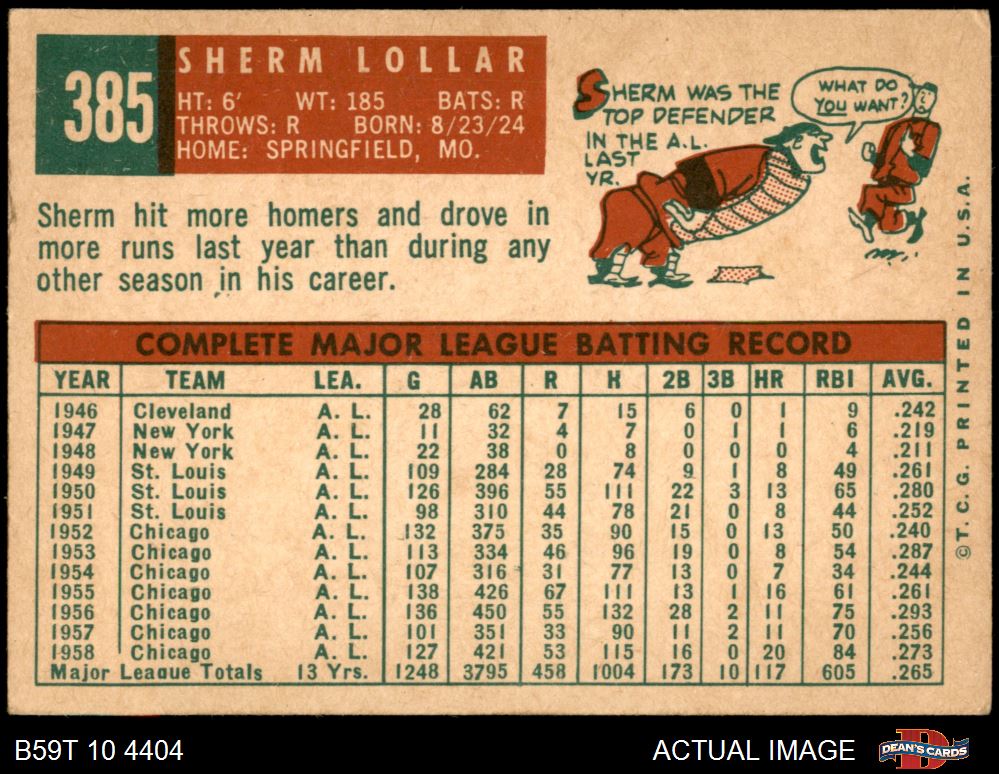 385
SHERM LOLLAR
HT: 6' WT: 185 BATS: R
THROWS: R BORN: 8/23/24
HOME: SPRINGFIELD, MO.
SHERM WAS THE
TOP DEFENDER
IN THE A.L.
LAST
YR.
WHAT DO
YOU WANT?
Sherm hit more homers and drove in
more runs last year than during any
other season in his career.
COMPLETE MAJOR LEAGUE BATTING RECORD
YEAR TEAM LEA. G AB R H 2B 3B HR RBI AVG.
1946 Cleveland A. L. 28 62 7 15 6 0 1 9 .242
1947 New York A. L. 11 32 4 7 0 1 1 6 .219
1948 New York A. L. 22 38 0 8 0 0 0 4 .211
1949 St. Louis A. L. 109 284 28 74 9 1 8 49 .261
1950 St. Louis A. L. 126 396 55 111 22 3 13 65 .280
1951 St. Louis A. L. 98 310 44 78 21 0 8 44 .252
1952 Chicago A. L. 132 375 35 90 15 0 13 50 .240
1953 Chicago A. L. 113 334 46 96 19 0 8 54 .287
1954 Chicago A. L. 107 316 31 77 13 0 7 34 .244
1955 Chicago A. L. 138 426 67 111 13 1 16 61 .261
1956 Chicago A. L. 136 450 55 132 28 2 11 75 .293
1957 Chicago A. L. 101 351 33 90 11 2 11 70 .256
1958 Chicago A. L. 127 421 53 115 16 0 20 84 .273
Major League Totals 13 Yrs. 1248 3795 458 1004 173 10 117 605 .265
©T. C. G. PRINTED IN U.S.A.
B59T 10 4404
ACTUAL IMAGE
DEAN'S CARDS